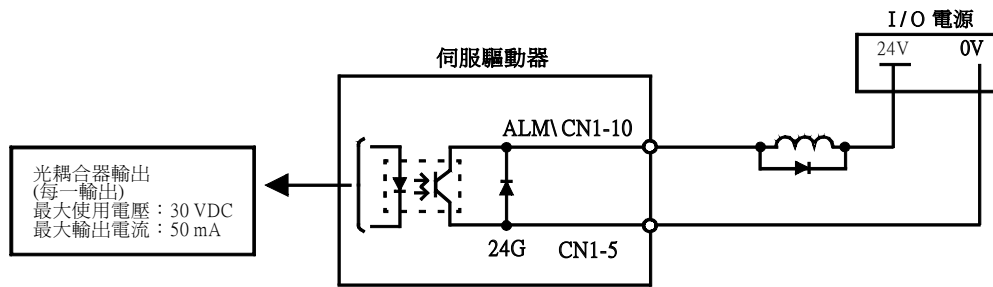 I/O 電源
24V 0V
伺服驅動器
ALM\ CN1-10
光耦合器輸出
(每一輸出)
最大使用電壓：30 VDC
最大輸出電流：50 mA
24G CN1-5